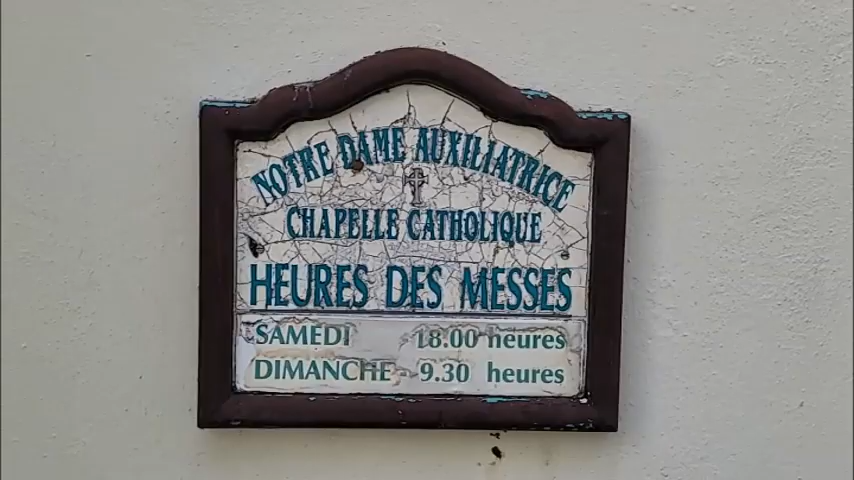 NOTRE DAME AUXILIATRICE
CHAPELLE CATHOLIQUE
HEURES DES MESSES
SAMEDI 18.00 heures
DIMANCHE 9.30 heures